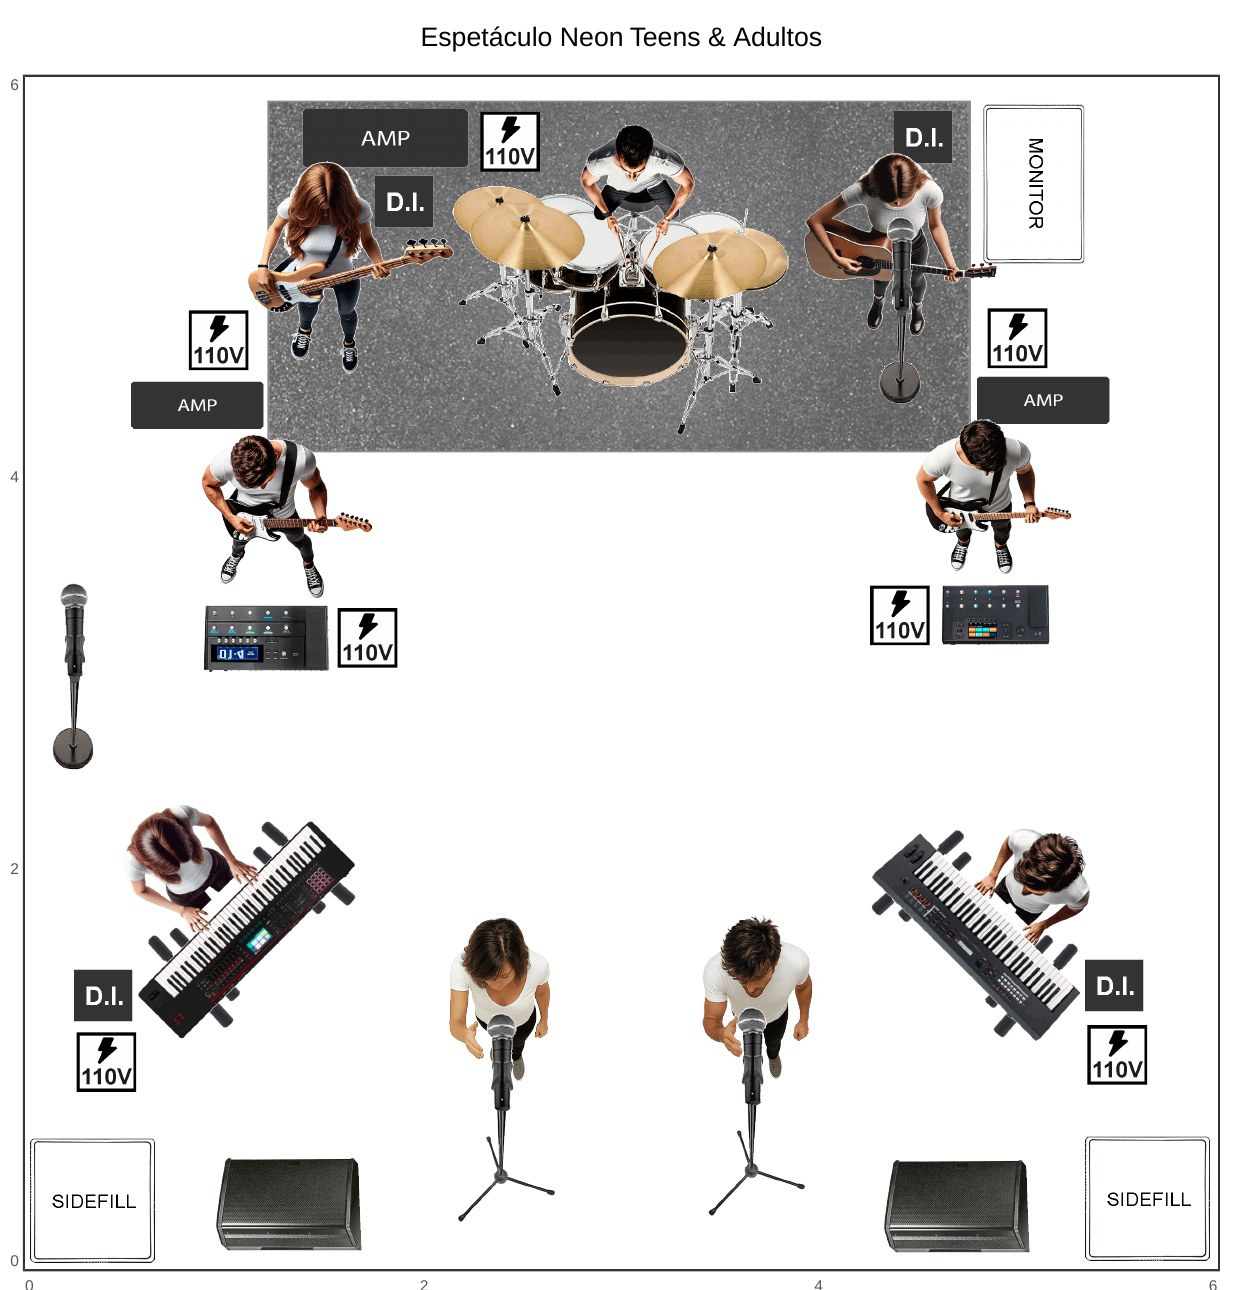 Espetáculo Neon Teens & Adultos
6
AMP
110V
D.I.
MONITOR
D.I.
110V
110V
AMP
AMP
4
110V
110V
2
D.I.
D.I.
110V
110V
SIDEFILL
SIDEFILL
0
0
2
4
6